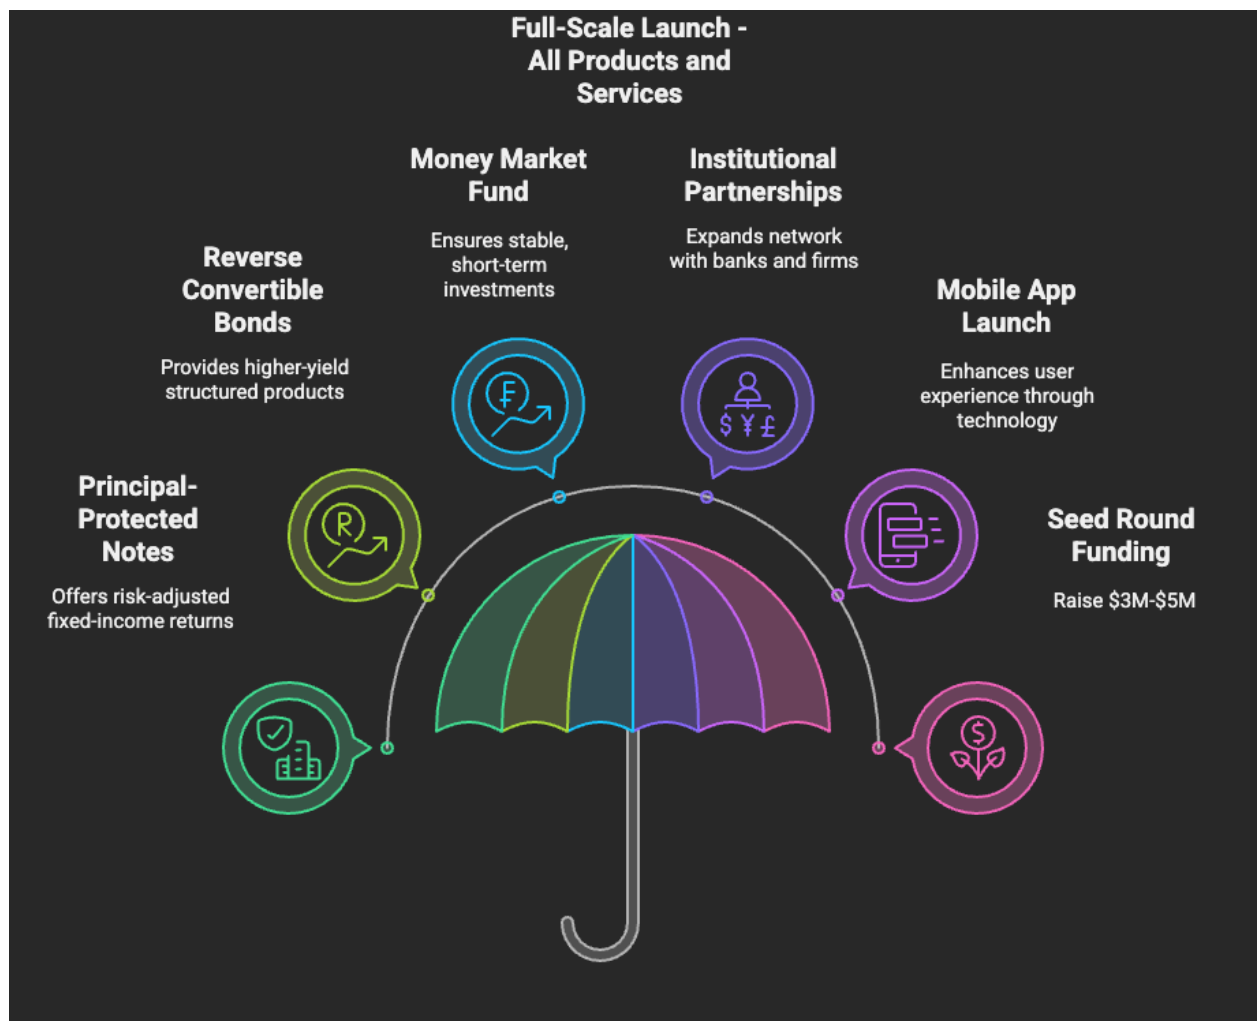 Full-Scale Launch -
All Products and
Services
Money Market
Fund
Ensures stable,
short-term
investments
Institutional
Partnerships
Expands network
with banks and firms
Reverse
Convertible
Bonds
Provides higher-yield
structured products
Mobile App
Launch
Enhances user
experience through
technology
Principal-
Protected
Notes
Offers risk-adjusted
fixed-income returns
Seed Round
Funding
Raise $3M-$5M
F
R
$ ¥ £
$